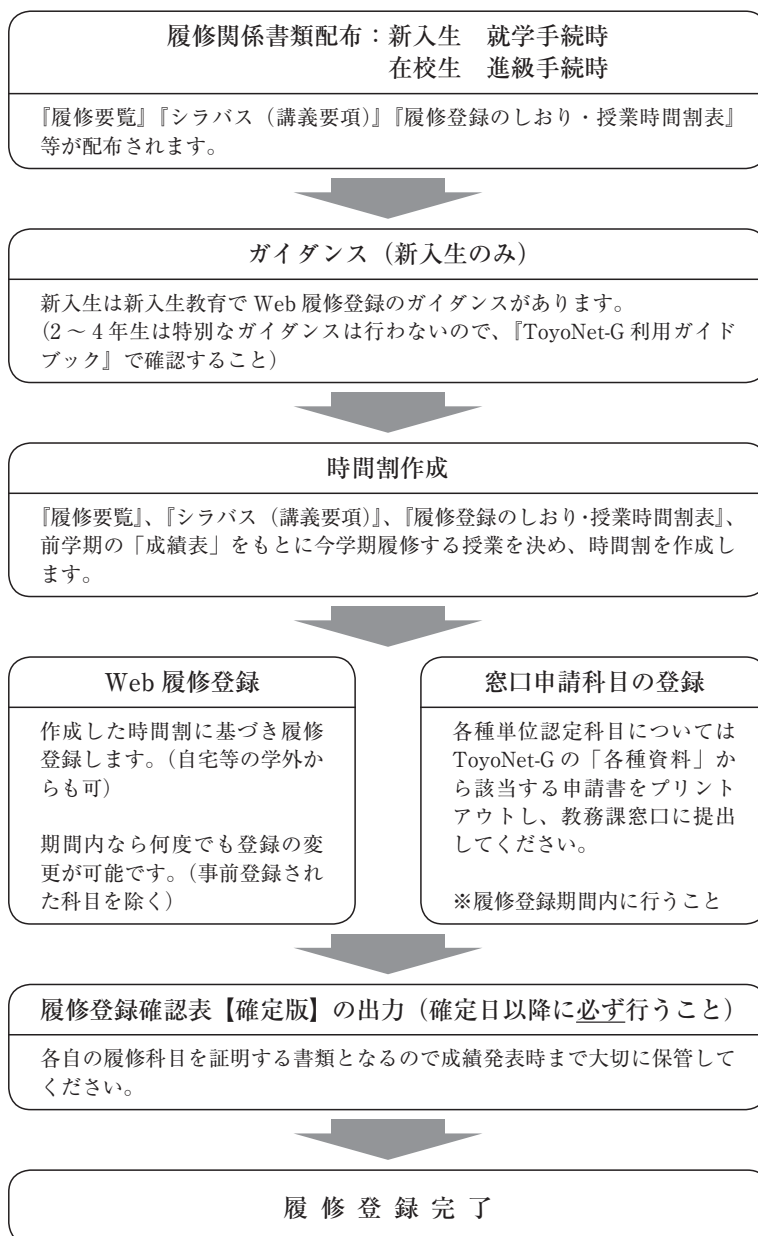 履修関係書類配布：新入生　就学手続時
在校生　進級手続時
『履修要覧』『シラバス（講義要項）』『履修登録のしおり・授業時間割表』
等が配布されます。
ガイダンス（新入生のみ）
新入生は新入生教育で Web 履修登録のガイダンスがあります。
(2 ～ 4 年生は特別なガイダンスは行わないので、『ToyoNet-G 利用ガイド
ブック』で確認すること）
時間割作成
『履修要覧』、『シラバス（講義要項）』、『履修登録のしおり・授業時間割表』、
前学期の「成績表」をもとに今学期履修する授業を決め、時間割を作成し
ます。
Web 履修登録
作成した時間割に基づき履修
登録します。（自宅等の学外か
らも可）
期間内なら何度でも登録の変
更が可能です。（事前登録され
た科目を除く）
窓口申請科目の登録
各種単位認定科目については
ToyoNet-G の「各種資料」か
ら該当する申請書をプリント
アウトし、教務課窓口に提出
してください。
※履修登録期間内に行うこと
履修登録確認表【確定版】の出力（確定日以降に必ず行うこと）
各自の履修科目を証明する書類となるので成績発表時まで大切に保管して
ください。
履 修 登 録 完 了